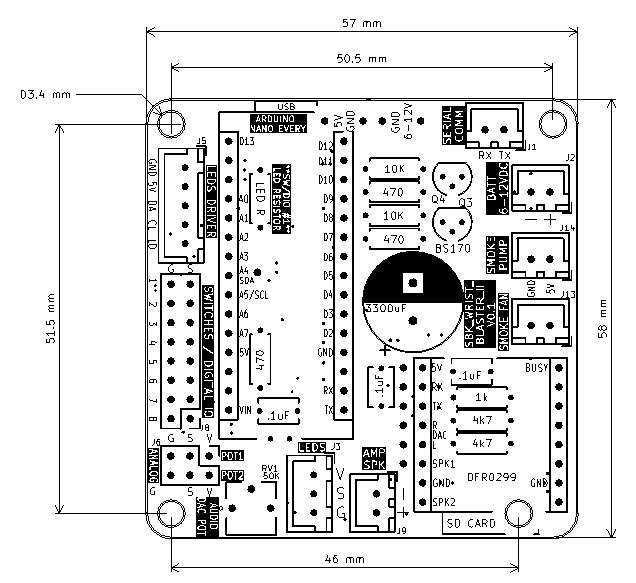 57 mm
50.5 mm
D3.4 mm
USB
ARDUINO
NANO EVERY
5V
GND
GND
6-12V
SERIAL
COMM
Rx Tx
J1
J5
GND 5V DA CL LD
LEDS DRIVER
D13
A0
A1
A2
A3
A4
SDA
A5/SCL
A6
A7
5V
VIN
LED R
LED RESISTOR
470
.1uF
D12
D11
D10
D9
D8
D7
D6
D5
D4
D3
D2
GND
RX
TX
10K
470
10K
470
Q4
Q3
BS170
J2
BATT
6-12VDC
- +
J14
SMOKE
PUMP
GND
5V
J13
SMOKE FAN
3300uF
+
SBK_WRIST
BLASTER_II
V0.1
51.5 mm
58 mm
G S
1
2
3
4
5
6
7
8
SWITCHES / DIGITAL IO
J8
G S V
J6
ANALOG
POT1
POT2
G S V
AUDIO
DAC POT
RV1
50K
LEDS
J3
V
S
G
AMP
SPK
-
+
J9
.1uF
.1uF
1k
4k7
4k7
5V
RX
TX
R
DAC
L
SPK1
GND
SPK2
BUSY
GND
DFR0299
SD CARD
46 mm